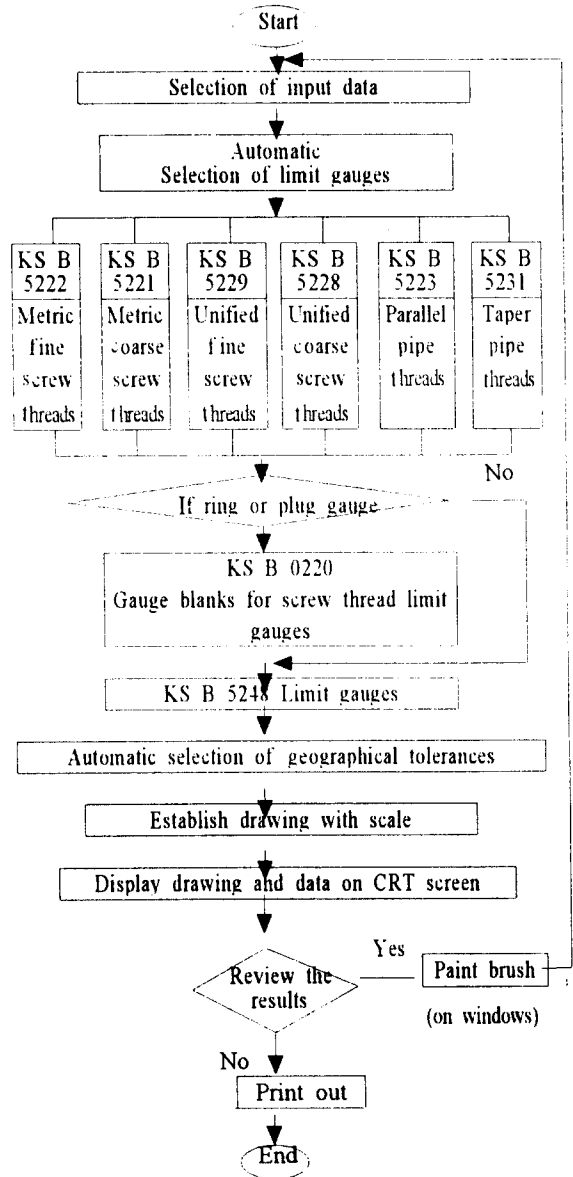 Start
Selection of input data
Automatic
Selection of limit gauges
KS B
5222
Metric
fine
screw
threads
KS B
5221
Metric
coarse
screw
threads
KS B
5229
Unified
fine
screw
threads
KS B
5228
Unified
coarse
screw
threads
KS B
5223
Parallel
pipe
threads
KS B
5231
Taper
pipe
threads
No
If ring or plug gauge
KS B 0220
Gauge blanks for screw thread limit
gauges
KS B 5248 Limit gauges
Automatic selection of geographical tolerances
Establish drawing with scale
Display drawing and data on CRT screen
Review the
results
Yes
Paint brush
(on windows)
No
Print out
End